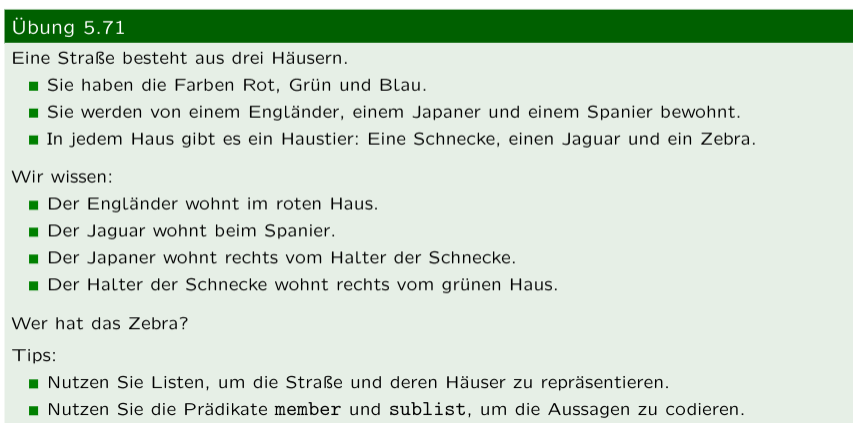 Übung 5.71
Eine Straße besteht aus drei Häusern.
■ Sie haben die Farben Rot, Grün und Blau.
■ Sie werden von einem Engländer, einem Japaner und einem Spanier bewohnt.
■ In jedem Haus gibt es ein Haustier: Eine Schnecke, einen Jaguar und ein Zebra.
Wir wissen:
■ Der Engländer wohnt im roten Haus.
■ Der Jaguar wohnt beim Spanier.
■ Der Japaner wohnt rechts vom Halter der Schnecke.
■ Der Halter der Schnecke wohnt rechts vom grünen Haus.
Wer hat das Zebra?
Tips:
■ Nutzen Sie Listen, um die Straße und deren Häuser zu repräsentieren.
■ Nutzen Sie die Prädikate member und sublist, um die Aussagen zu codieren.